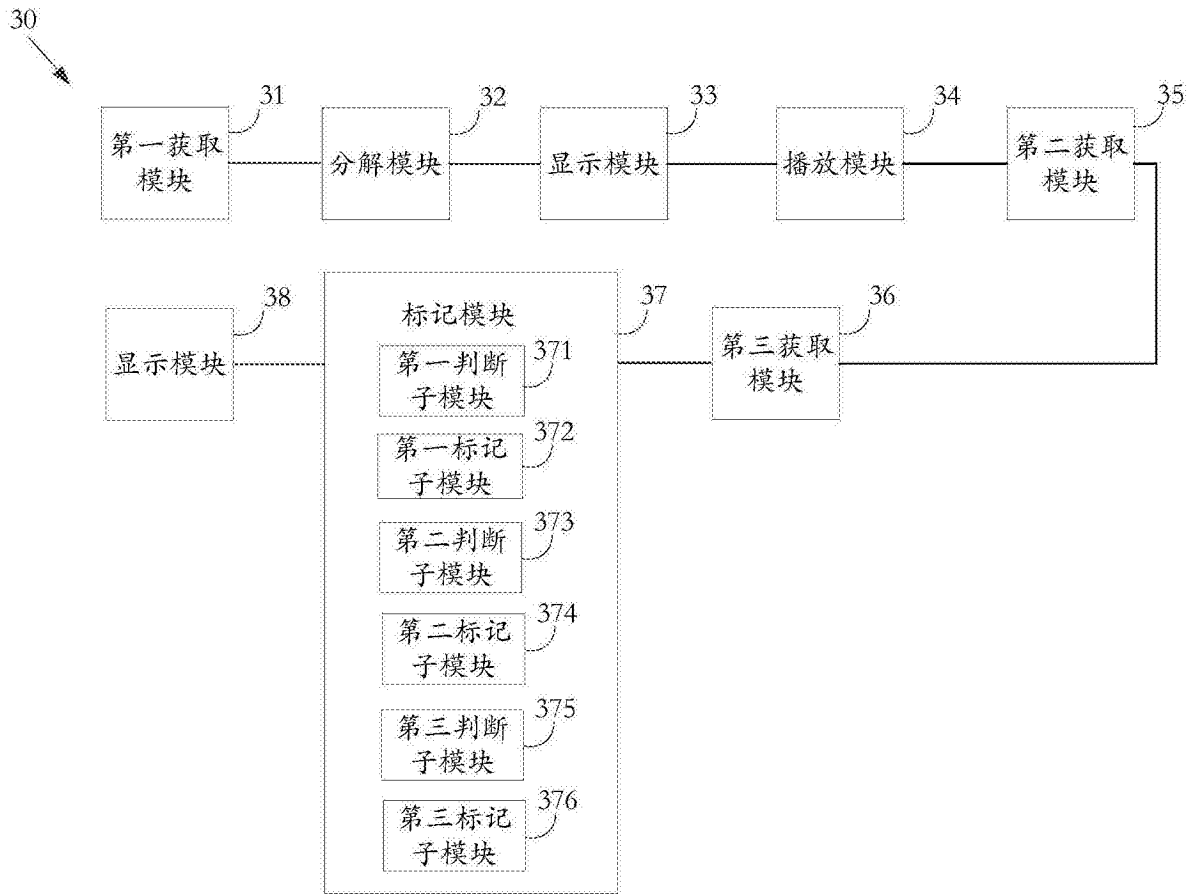 30
31
32
33
34
35
第一获取
模块
分解模块
显示模块
播放模块
第二获取
模块
38
37
36
显示模块
标记模块
第三获取
模块
371
第一判断
子模块
372
第一标记
子模块
373
第二判断
子模块
374
第二标记
子模块
375
第三判断
子模块
376
第三标记
子模块